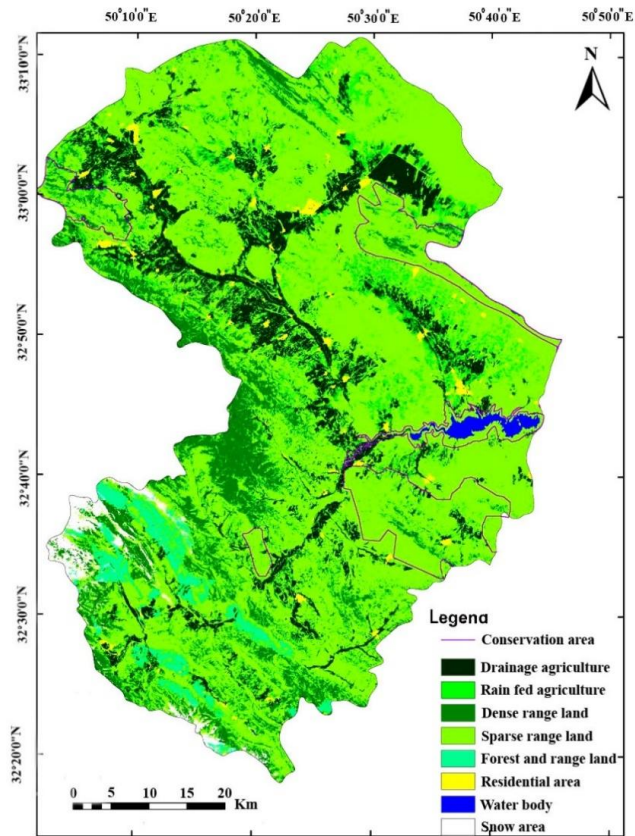 50°10'0"E 50°20'0"E 50°30'0"E 50°40'0"E 50°50'0"E
33°10'0"N
N
33°00'0"N
32°50'0"N
32°40'0"N
32°30'0"N
32°20'0"N
Legena
Conservation area
Drainage agriculture
Rain fed agriculture
Dense range land
Sparse range land
Forest and range land
Residential area
Water body
Snow area
0 5 10 15 20
Km